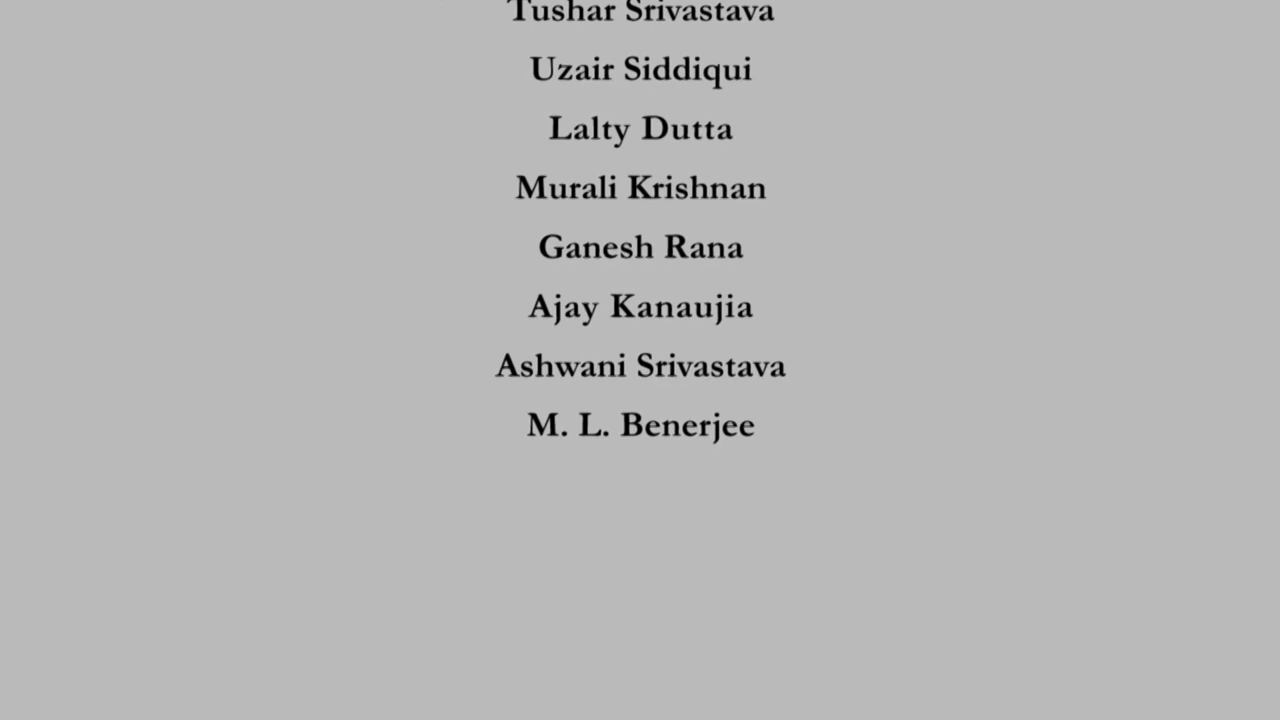 Tushar Srivastava
Uzair Siddiqui
Lalty Dutta
Murali Krishnan
Ganesh Rana
Ajay Kanaujia
Ashwani Srivastava
M. L. Benerjee